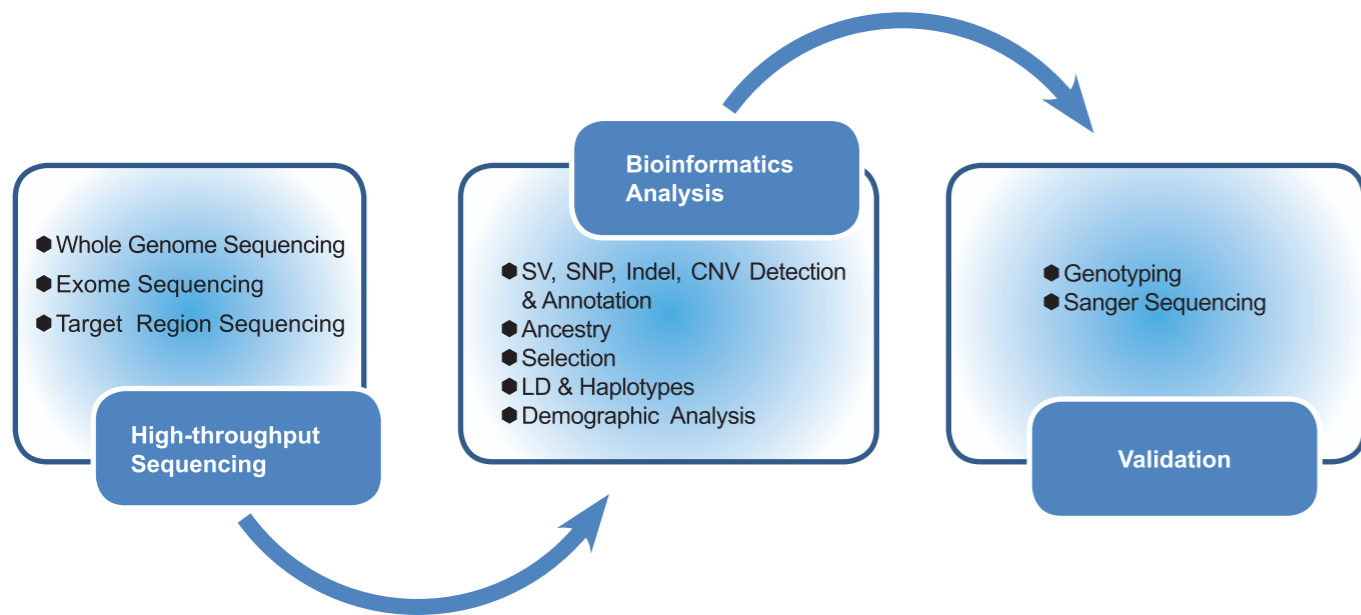 Whole Genome Sequencing
Exome Sequencing
Target Region Sequencing
High-throughput
Sequencing
Bioinformatics
Analysis
SV, SNP, Indel, CNV Detection
& Annotation
Ancestry
Selection
LD & Haplotypes
Demographic Analysis
Genotyping
Sanger Sequencing
Validation